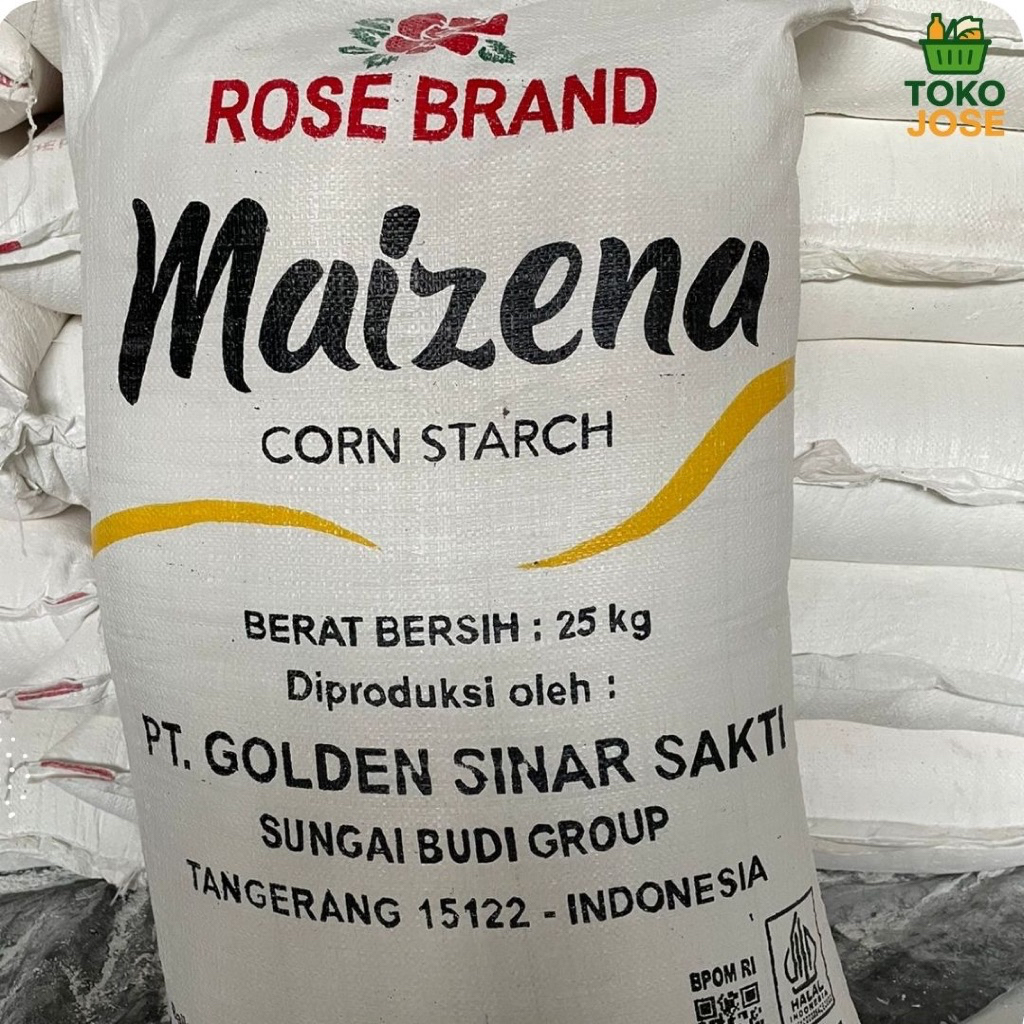 ROSE BRAND
TOKO
JOSE
Maizena
CORN STARCH
BERAT BERSIH : 25 kg
Diproduksi oleh :
PT. GOLDEN SINAR SAKTI
SUNGAI BUDI GROUP
TANGERANG 15122 - INDONESIA
BPOM RI
HALAL
INDONESIA